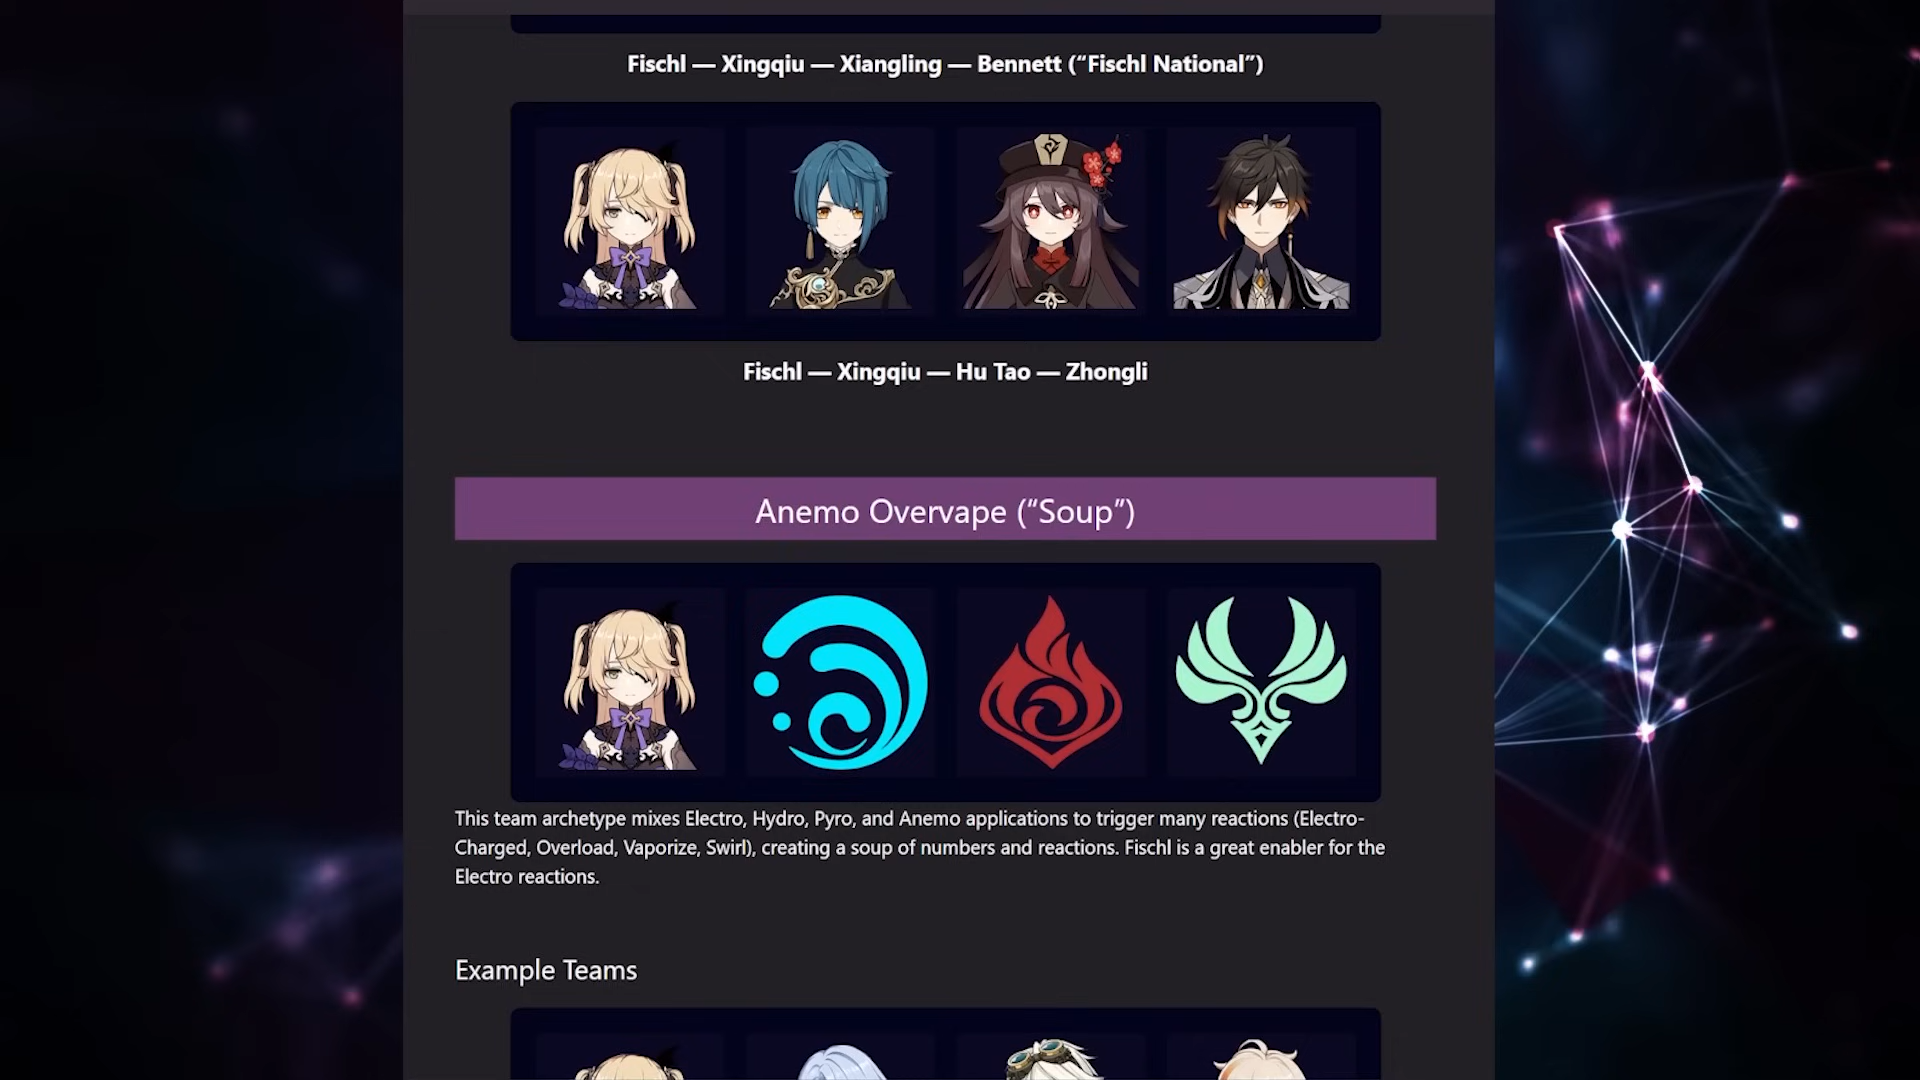 Fischl — Xingqiu — Xiangling — Bennett (“Fischl National”)
Fischl — Xingqiu — Hu Tao — Zhongli
Anemo Overvape (“Soup”)
This team archetype mixes Electro, Hydro, Pyro, and Anemo applications to trigger many reactions (Electro-
Charged, Overload, Vaporize, Swirl), creating a soup of numbers and reactions. Fischl is a great enabler for the
Electro reactions.
Example Teams